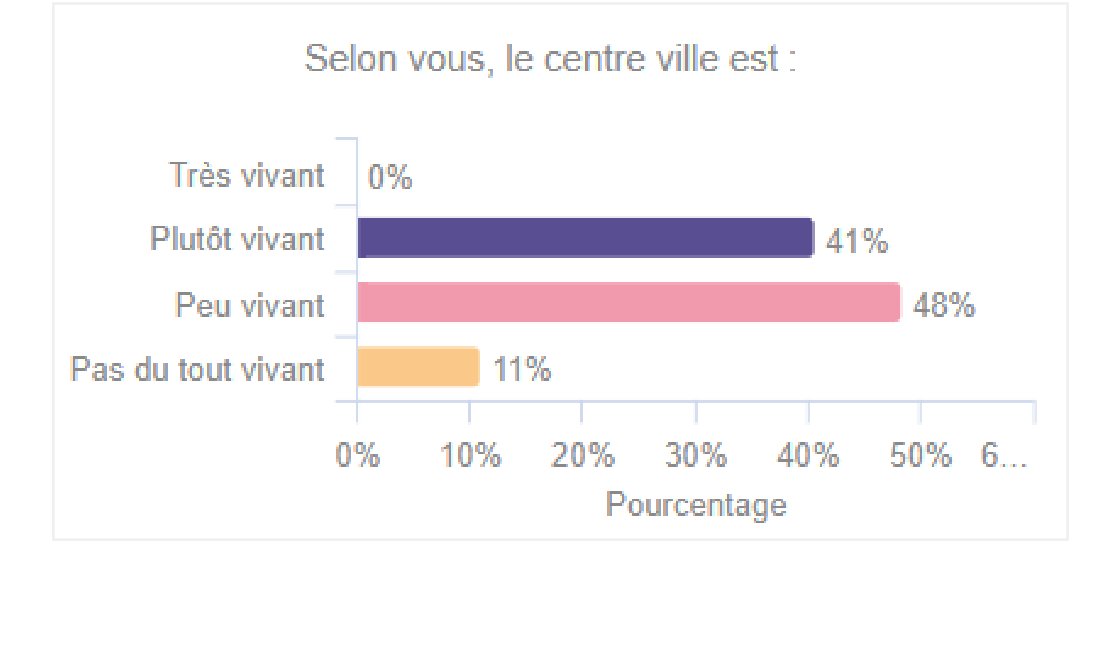 Selon vous, le centre ville est :
Très vivant 0%
Plutôt vivant 41%
Peu vivant 48%
Pas du tout vivant 11%
0% 10% 20% 30% 40% 50% 6...
Pourcentage